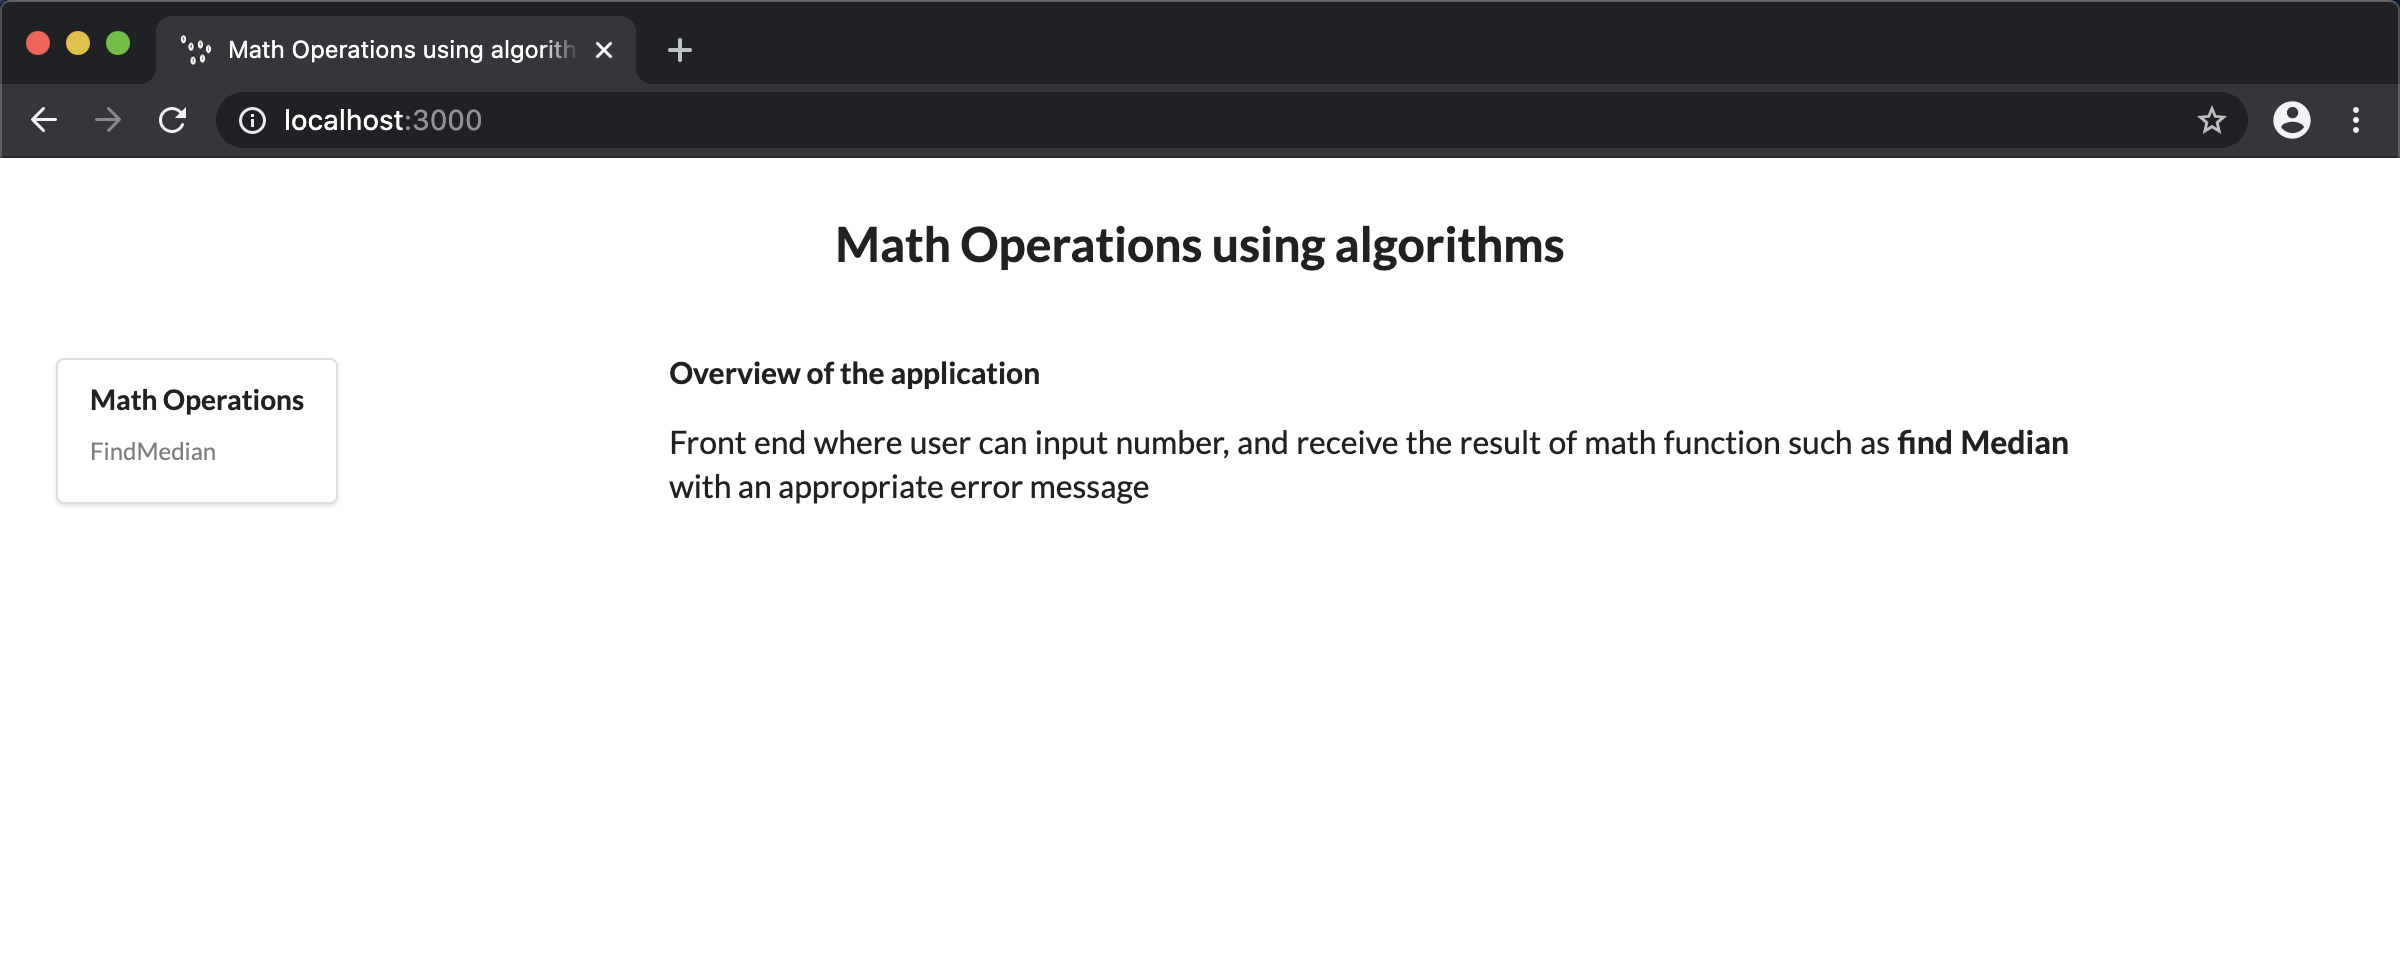 Math Operations using algorith
localhost:3000
Math Operations using algorithms
Math Operations
FindMedian
Overview of the application
Front end where user can input number, and receive the result of math function such as find Median
with an appropriate error message